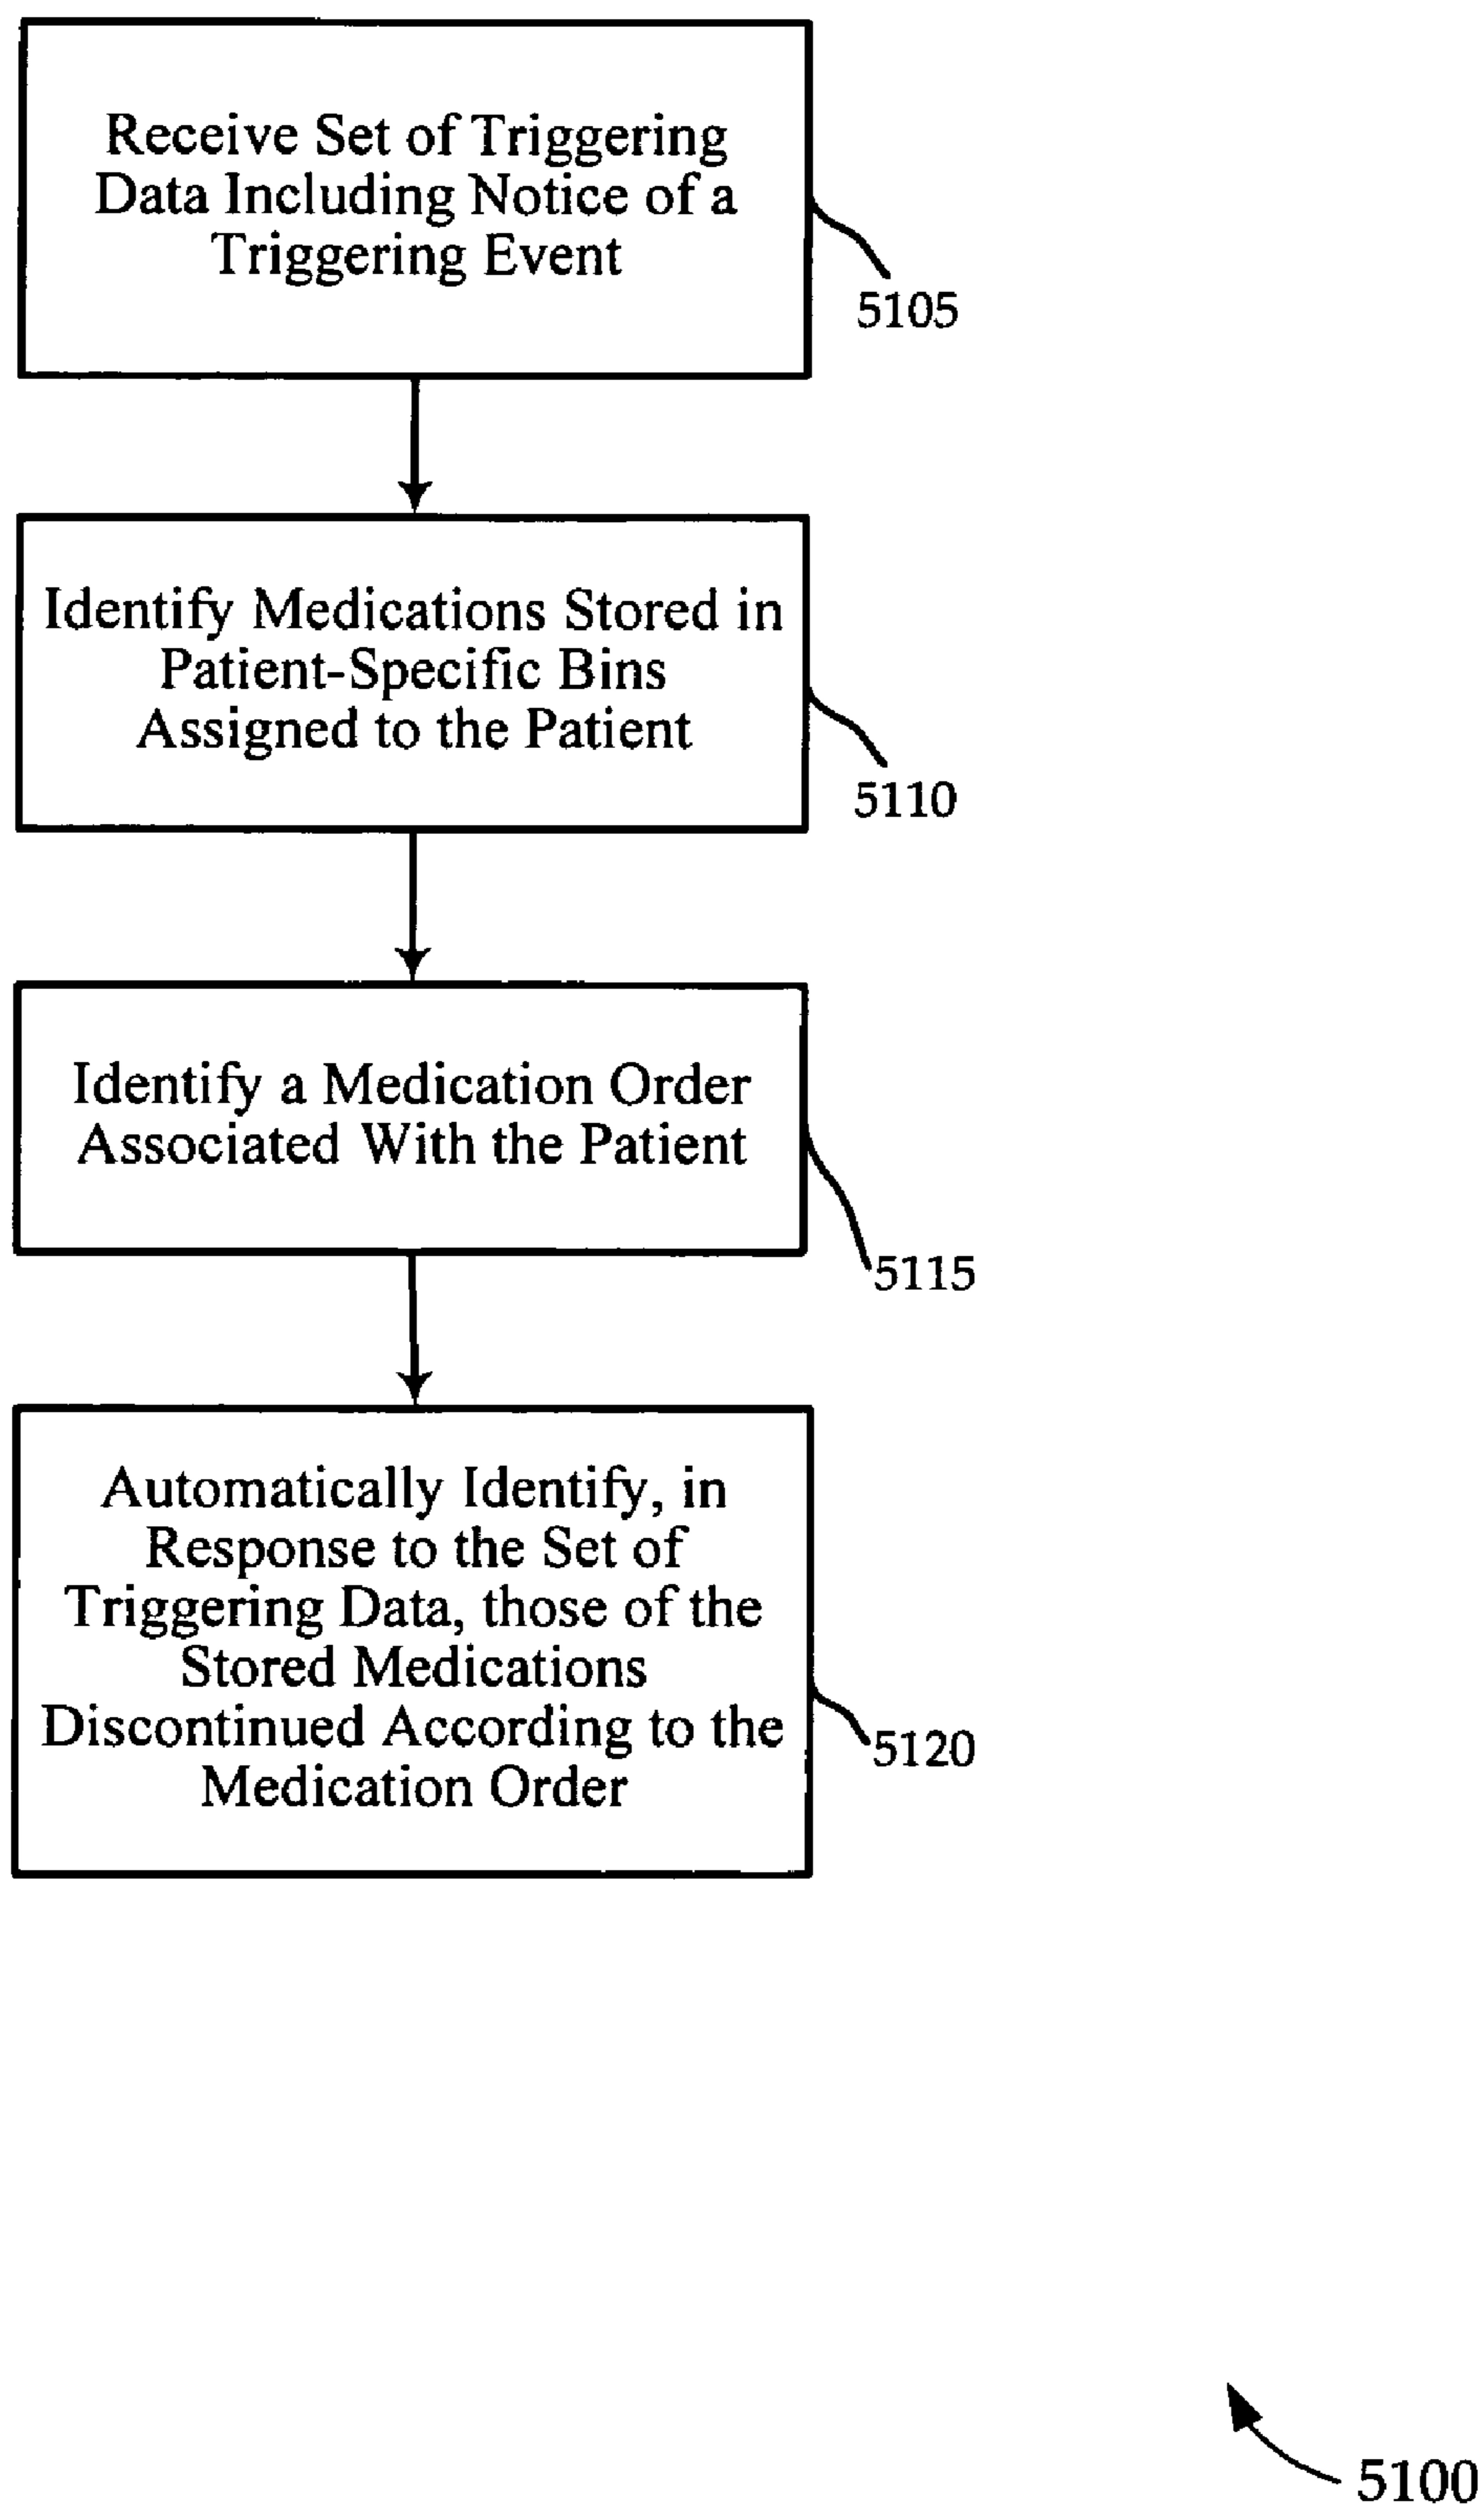 Receive Set of Triggering
Data Including Notice of a
Triggering Event
5105
Identify Medications Stored in
Patient-Specific Bins
Assigned to the Patient
5110
Identify a Medication Order
Associated With the Patient
5115
Automatically Identify, in
Response to the Set of
Triggering Data, those of the
Stored Medications
Discontinued According to the
Medication Order
5120
5100